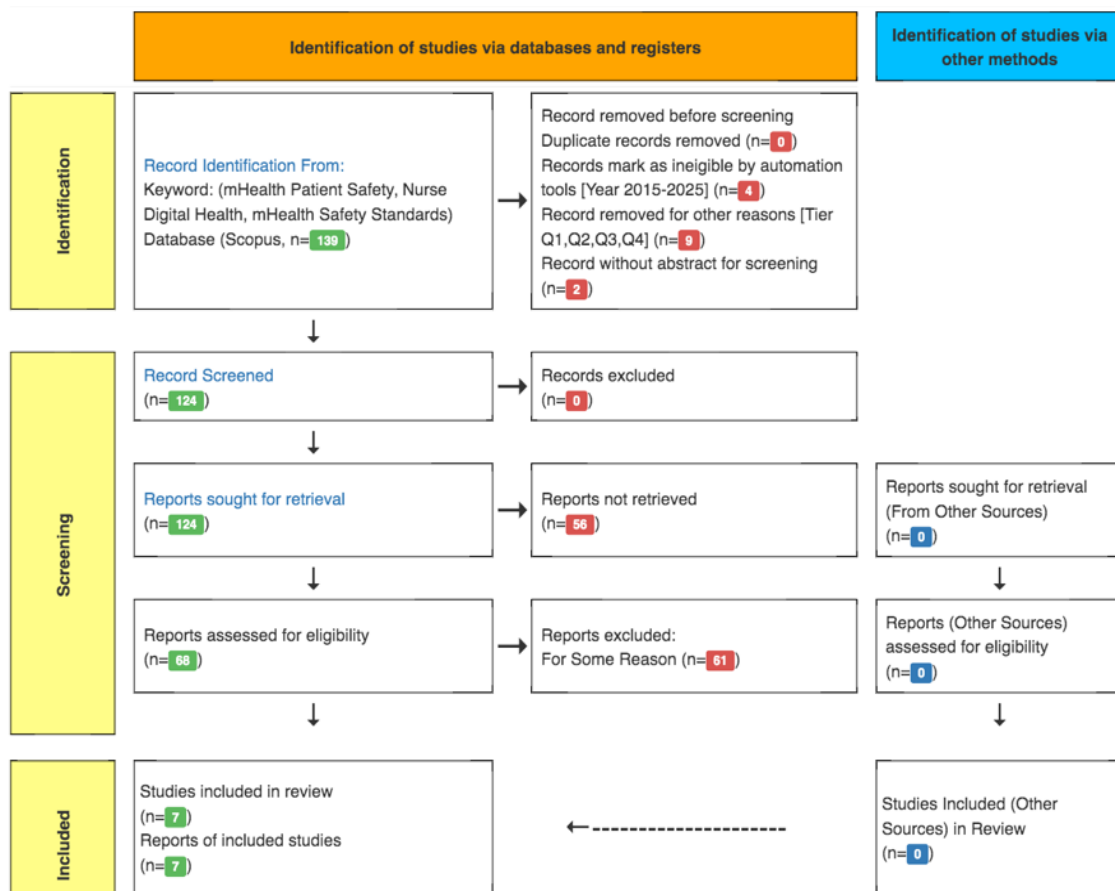 Identification of studies via databases and registers
Identification of studies via
other methods
Identification
Record Identification From:
Keyword: (mHealth Patient Safety, Nurse
Digital Health, mHealth Safety Standards)
Database (Scopus, n= 139)
→
Record removed before screening
Duplicate records removed (n= 0)
Records mark as ineigible by automation
tools [Year 2015-2025] (n= 4)
Record removed for other reasons [Tier
Q1,Q2,Q3,Q4] (n= 9)
Record without abstract for screening
(n= 2)
↓
Screening
Record Screened
(n= 124)
→
Records excluded
(n= 0)
↓
Reports sought for retrieval
(n= 124)
→
Reports not retrieved
(n= 56)
Reports sought for retrieval
(From Other Sources)
(n= 0)
↓
↓
Reports assessed for eligibility
(n= 68)
→
Reports excluded:
For Some Reason (n= 61)
Reports (Other Sources)
assessed for eligibility
(n= 0)
↓
↓
Included
Studies included in review
(n= 7)
Reports of included studies
(n= 7)
←-----------------
Studies Included (Other
Sources) in Review
(n= 0)